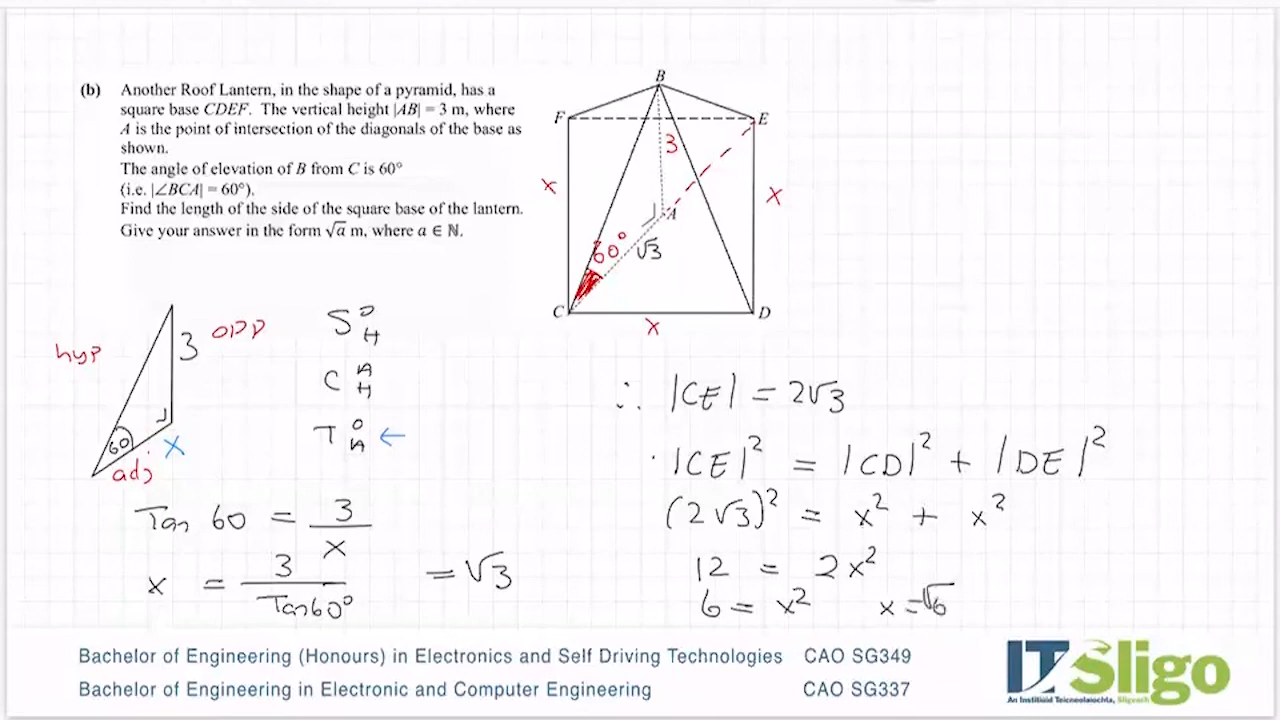 (b) Another Roof Lantern, in the shape of a pyramid, has a
square base CDEF. The vertical height |AB| = 3 m, where
A is the point of intersection of the diagonals of the base as
shown.
The angle of elevation of B from C is 60°
(i.e. |∠BCA| = 60°).
Find the length of the side of the square base of the lantern.
Give your answer in the form √a m, where a ∈ ℕ.
B
F
E
3
x
x
A
60°
√3
C
D
x
hyp
3 opp
60
adj
x
S O/H
C A/H
T O/A ←
Tan 60 = 3/x
x = 3/Tan60° = √3
∴ |CE| = 2√3
|CE|² = |CD|² + |DE|²
(2√3)² = x² + x²
12 = 2x²
6 = x² x = √6
Bachelor of Engineering (Honours) in Electronics and Self Driving Technologies CAO SG349
Bachelor of Engineering in Electronic and Computer Engineering CAO SG337
IT Sligo
An Institiúid Teicneolaíochta, Sligeach